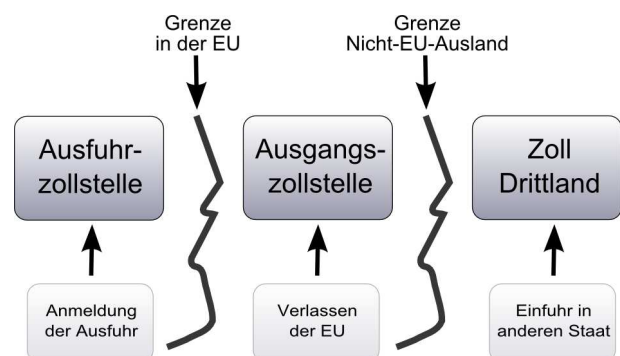 Grenze
in der EU
Grenze
Nicht-EU-Ausland
Ausfuhr-
zollstelle
Ausgangs-
zollstelle
Zoll
Drittland
Anmeldung
der Ausfuhr
Verlassen
der EU
Einfuhr in
anderen Staat